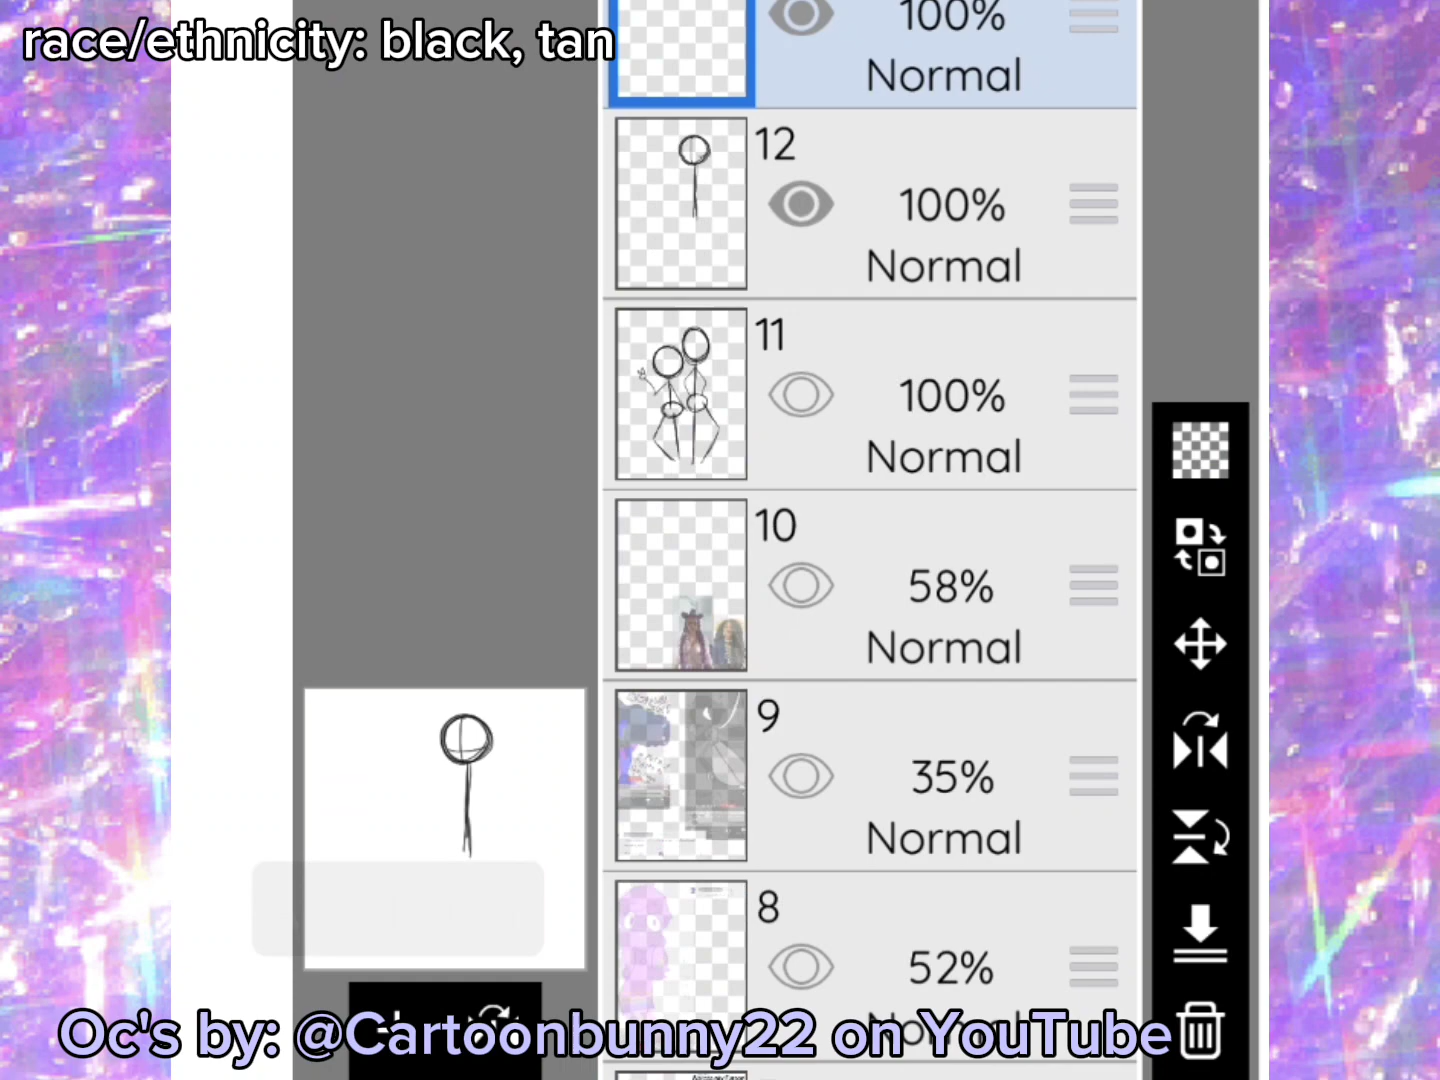 race/ethnicity: black, tan
100%
Normal
12
100%
Normal
11
100%
Normal
10
58%
Normal
9
35%
Normal
8
52%
Normal
Oc's by: @Cartoonbunny22 on YouTube